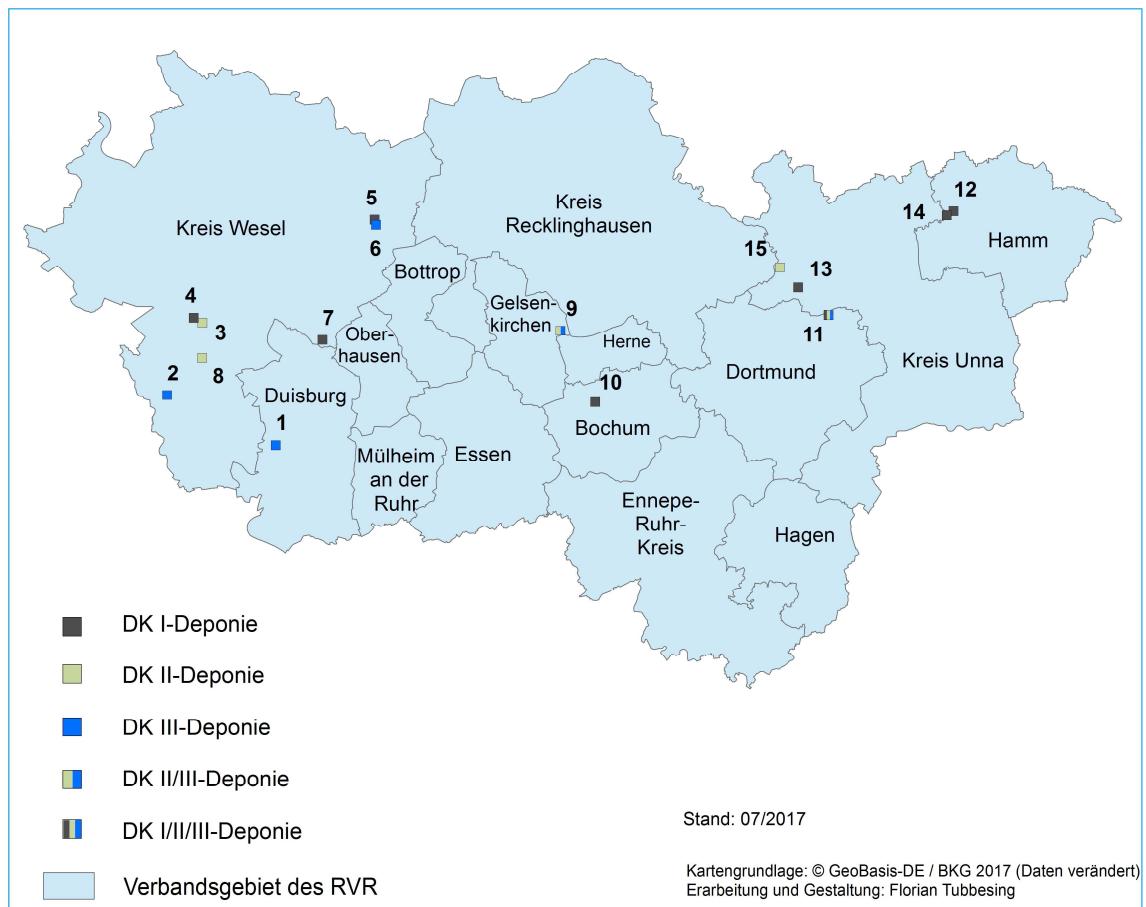 5
Kreis
Recklinghausen
12
14
Kreis Wesel
6
Hamm
15
Bottrop
13
4
7
Gelsen-
kirchen
9
3
Ober-
hausen
Herne
11
8
2
Duisburg
10
Dortmund
Kreis Unna
1
Bochum
Mülheim
an der
Ruhr
Essen
Ennepe-
Ruhr-
Kreis
Hagen
DK I-Deponie
DK II-Deponie
DK III-Deponie
DK II/III-Deponie
DK I/II/III-Deponie
Verbandsgebiet des RVR
Stand: 07/2017
Kartengrundlage: © GeoBasis-DE / BKG 2017 (Daten verändert)
Erarbeitung und Gestaltung: Florian Tubbesing